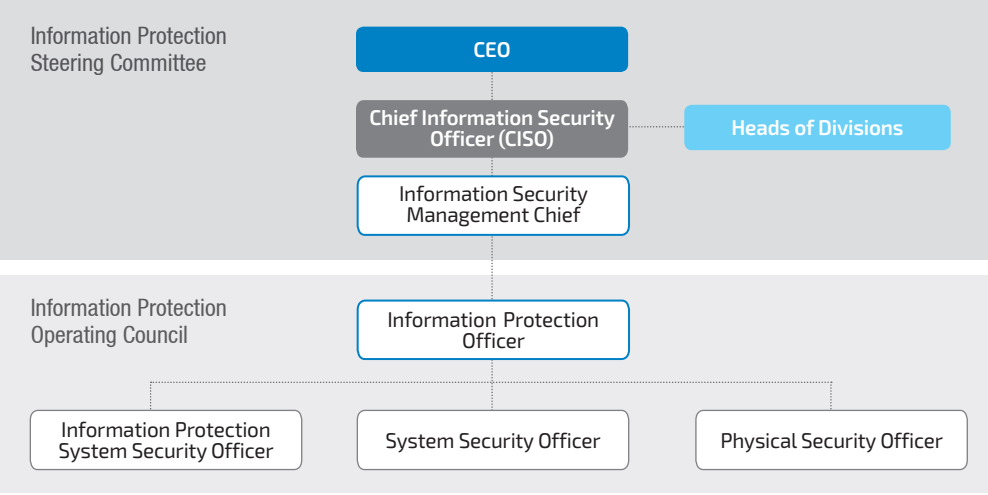 Information Protection
Steering Committee
CEO
Chief Information Security
Officer (CISO)
Heads of Divisions
Information Security
Management Chief
Information Protection
Operating Council
Information Protection
Officer
Information Protection
System Security Officer
System Security Officer
Physical Security Officer